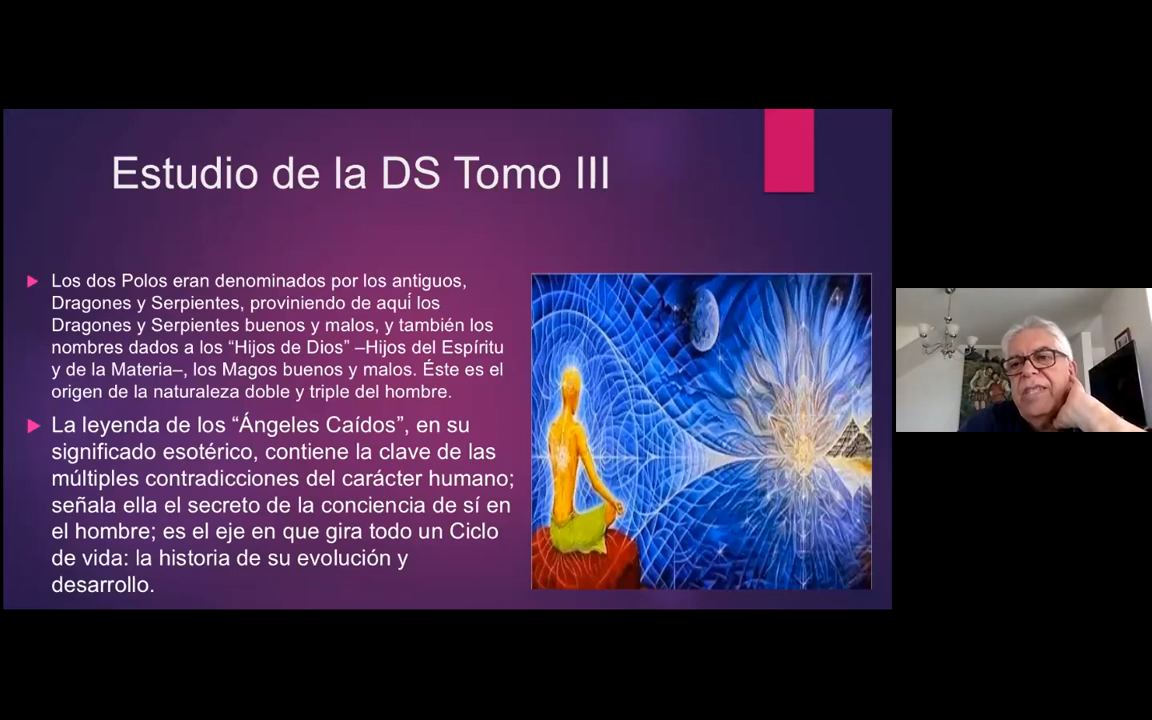 Estudio de la DS Tomo III
Los dos Polos eran denominados por los antiguos,
Dragones y Serpientes, proviniendo de aquí los
Dragones y Serpientes buenos y malos, y también los
nombres dados a los “Hijos de Dios” –Hijos del Espíritu
y de la Materia–, los Magos buenos y malos. Éste es el
origen de la naturaleza doble y triple del hombre.
La leyenda de los “Ángeles Caídos”, en su
significado esotérico, contiene la clave de las
múltiples contradicciones del carácter humano;
señala ella el secreto de la conciencia de sí en
el hombre; es el eje en que gira todo un Ciclo
de vida: la historia de su evolución y
desarrollo.